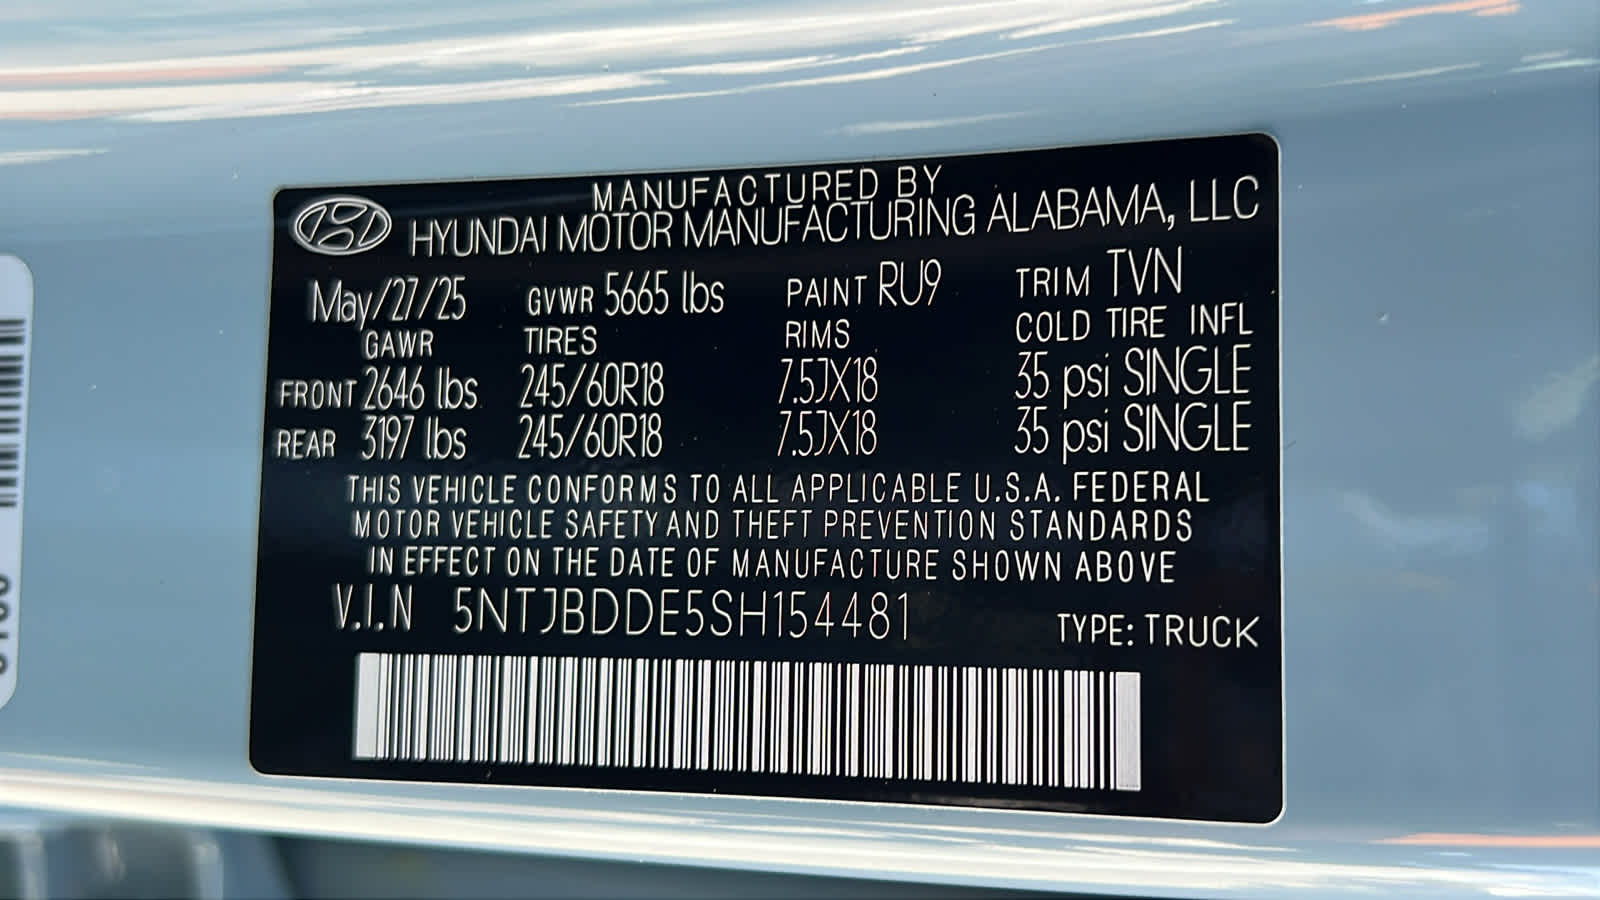 MANUFACTURED BY
HYUNDAI MOTOR MANUFACTURING ALABAMA, LLC
May/27/25 GVWR 5665 lbs PAINT RU9 TRIM TVN
GAWR TIRES RIMS COLD TIRE INFL
FRONT 2646 lbs 245/60R18 7.5JX18 35 psi SINGLE
REAR 3197 lbs 245/60R18 7.5JX18 35 psi SINGLE
THIS VEHICLE CONFORMS TO ALL APPLICABLE U.S.A. FEDERAL
MOTOR VEHICLE SAFETY AND THEFT PREVENTION STANDARDS
IN EFFECT ON THE DATE OF MANUFACTURE SHOWN ABOVE
V.I.N 5NTJBDDE5SH154481 TYPE: TRUCK